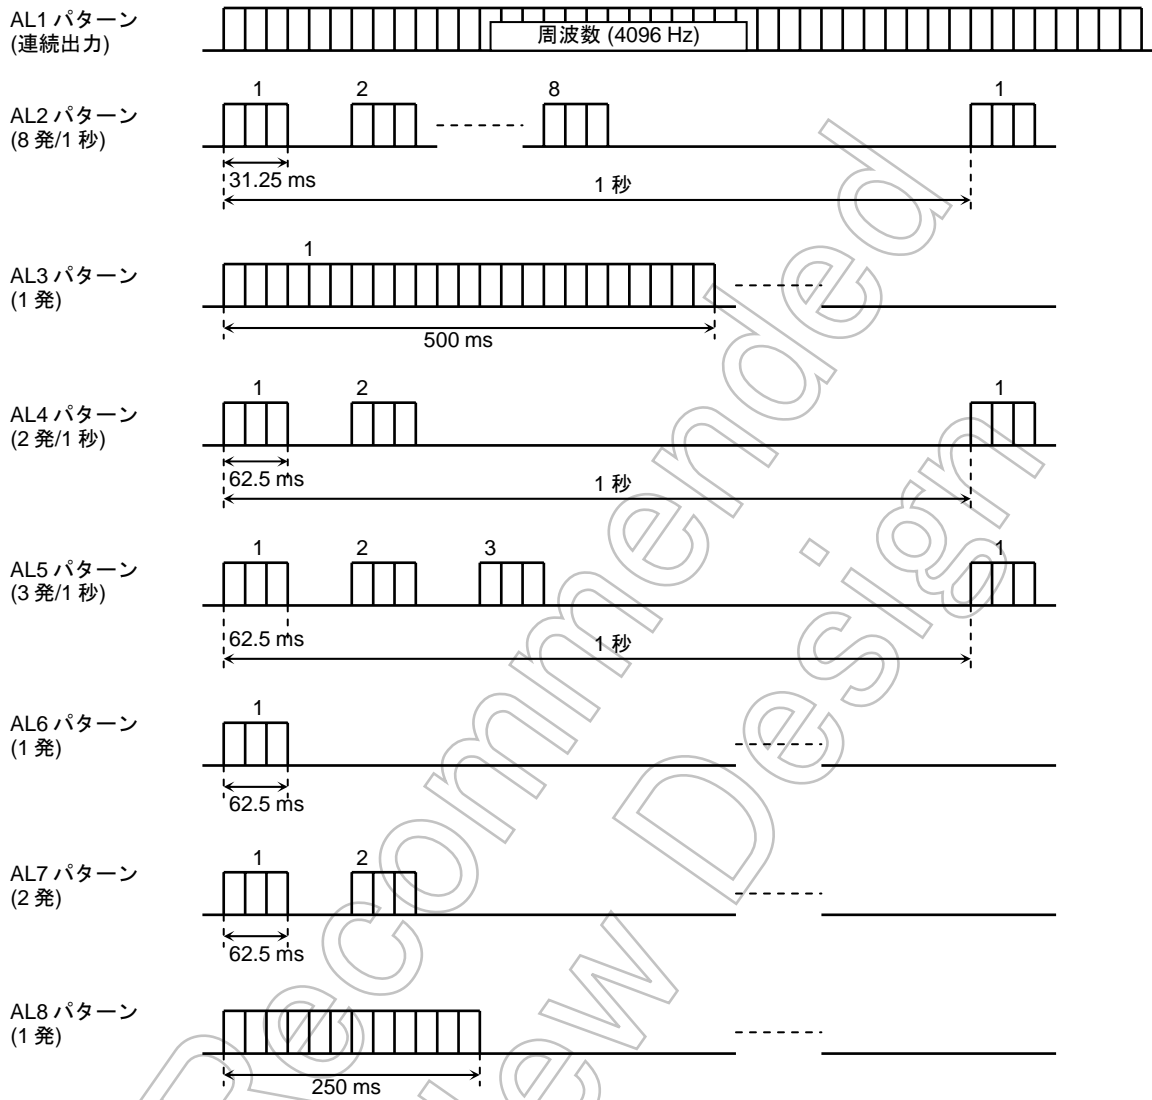 AL1 パターン
(連続出力)
周波数 (4096 Hz)
AL2 パターン
(8 発/1 秒)
1
2
8
1
31.25 ms
1 秒
AL3 パターン
(1 発)
1
500 ms
AL4 パターン
(2 発/1 秒)
1
2
1
62.5 ms
1 秒
AL5 パターン
(3 発/1 秒)
1
2
3
1
62.5 ms
1 秒
AL6 パターン
(1 発)
1
62.5 ms
AL7 パターン
(2 発)
1
2
62.5 ms
AL8 パターン
(1 発)
250 ms
Recommended
ew Design